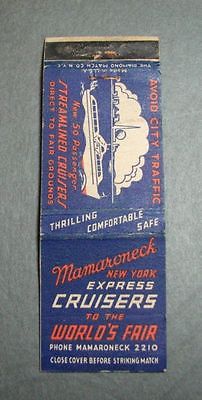 MADE IN U.S.A.
THE DIAMOND MATCH CO. N.Y.C.
AVOID CITY TRAFFIC
New 56 Passenger
STREAMLINED CRUISERS
DIRECT TO FAIR GROUNDS
THRILLING
COMFORTABLE
SAFE
Mamaroneck
NEW YORK
EXPRESS
CRUISERS
TO THE
WORLD'S FAIR
PHONE MAMARONECK 2210
CLOSE COVER BEFORE STRIKING MATCH